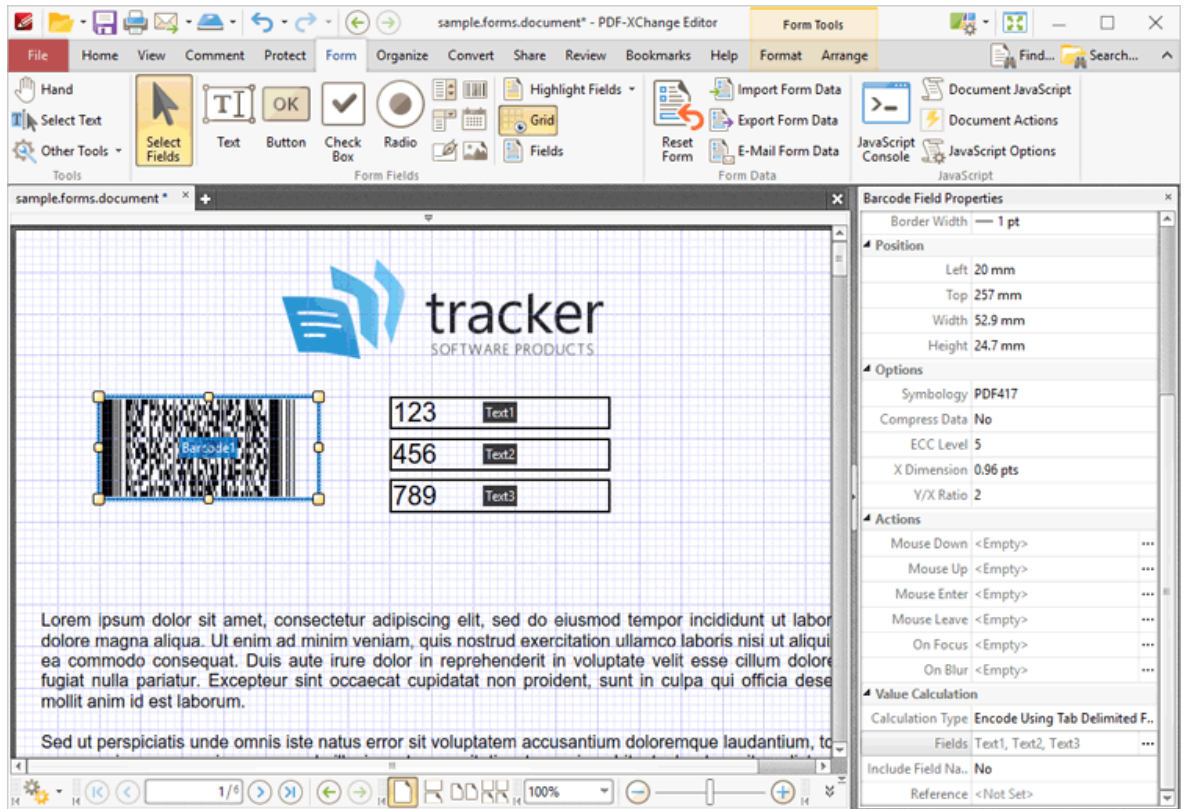 sample.forms.document* - PDF-XChange Editor
Form Tools
File Home View Comment Protect Form Organize Convert Share Review Bookmarks Help Format Arrange Find... Search...
Hand
Select Text
Other Tools
Tools
Select Fields
Text
Button
Check Box
Radio
Form Fields
Highlight Fields
Grid
Fields
Reset Form
Import Form Data
Export Form Data
E-Mail Form Data
Form Data
JavaScript Console
Document JavaScript
Document Actions
JavaScript Options
JavaScript
sample.forms.document *
tracker
SOFTWARE PRODUCTS
Barcode1
123 Text1
456 Text2
789 Text3
Lorem ipsum dolor sit amet, consectetur adipiscing elit, sed do eiusmod tempor incididunt ut labor
dolore magna aliqua. Ut enim ad minim veniam, quis nostrud exercitation ullamco laboris nisi ut aliqui
ea commodo consequat. Duis aute irure dolor in reprehenderit in voluptate velit esse cillum dolore
fugiat nulla pariatur. Excepteur sint occaecat cupidatat non proident, sunt in culpa qui officia dese
mollit anim id est laborum.
Sed ut perspiciatis unde omnis iste natus error sit voluptatem accusantium doloremque laudantium, to
1/6
100%
Barcode Field Properties
Border Width 1 pt
Position
Left 20 mm
Top 257 mm
Width 52.9 mm
Height 24.7 mm
Options
Symbology PDF417
Compress Data No
ECC Level 5
X Dimension 0.96 pts
Y/X Ratio 2
Actions
Mouse Down <Empty>
Mouse Up <Empty>
Mouse Enter <Empty>
Mouse Leave <Empty>
On Focus <Empty>
On Blur <Empty>
Value Calculation
Calculation Type Encode Using Tab Delimited F..
Fields Text1, Text2, Text3
Include Field Na.. No
Reference <Not Set>